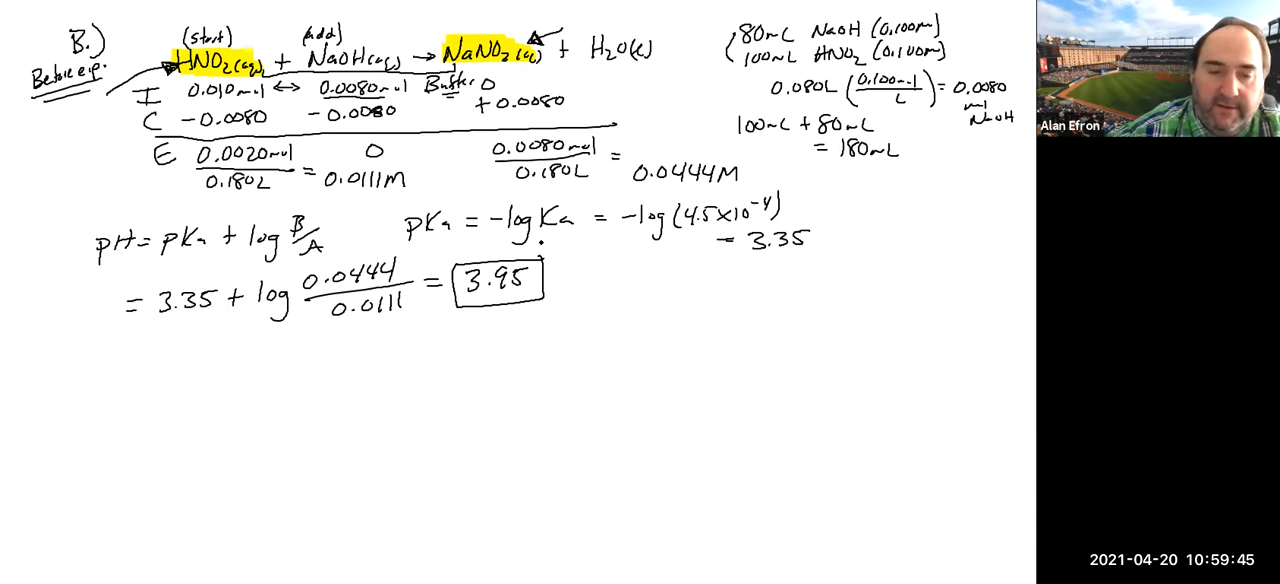 B.) (start) (add)
Before e.p. HNO2(aq) + NaOH(aq) → NaNO2(aq) + H2O(l)
I 0.010mol ↔ 0.0080mol Buffer 0
C -0.0080 -0.0080 +0.0080
E 0.0020mol/0.180L = 0.0111M 0 0.0080mol/0.180L = 0.0444M
80mL NaOH (0.100M)
100mL HNO2 (0.100M)
0.080L (0.100mol/L) = 0.0080 mol NaOH
100mL + 80mL
= 180mL
pH = pKa + log B/A
pKa = -log Ka = -log(4.5x10^-4)
= 3.35
= 3.35 + log 0.0444/0.0111 = 3.95
Alan Efron
2021-04-20 10:59:45